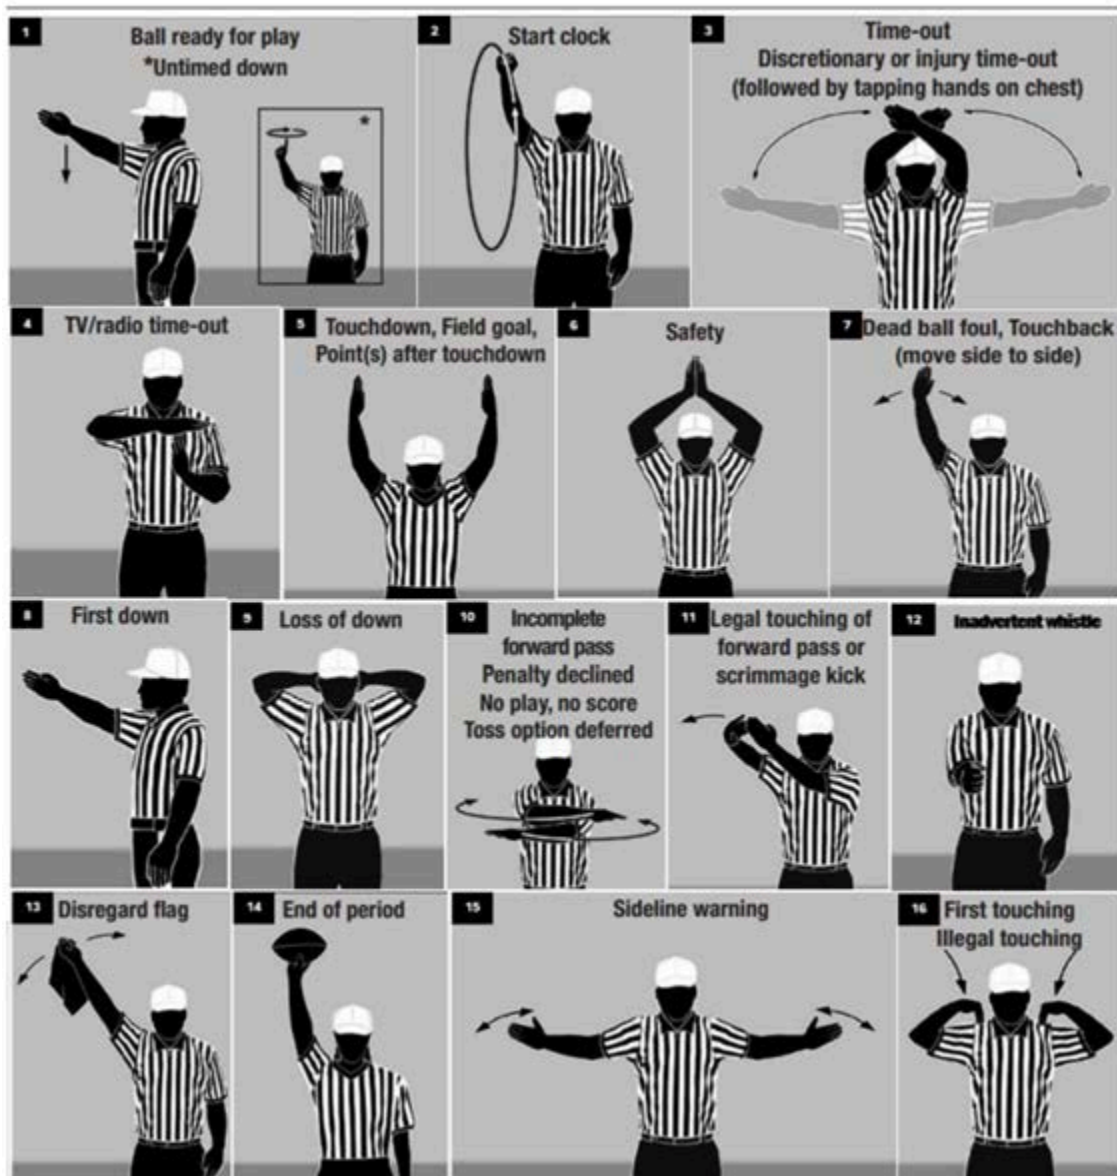 1
Ball ready for play
*Untimed down
*
2
Start clock
3
Time-out
Discretionary or injury time-out
(followed by tapping hands on chest)
4
TV/radio time-out
5
Touchdown, Field goal,
Point(s) after touchdown
6
Safety
7
Dead ball foul, Touchback
(move side to side)
8
First down
9
Loss of down
10
Incomplete
forward pass
Penalty declined
No play, no score
Toss option deferred
11
Legal touching of
forward pass or
scrimmage kick
12
Inadvertent whistle
13
Disregard flag
14
End of period
15
Sideline warning
16
First touching
Illegal touching